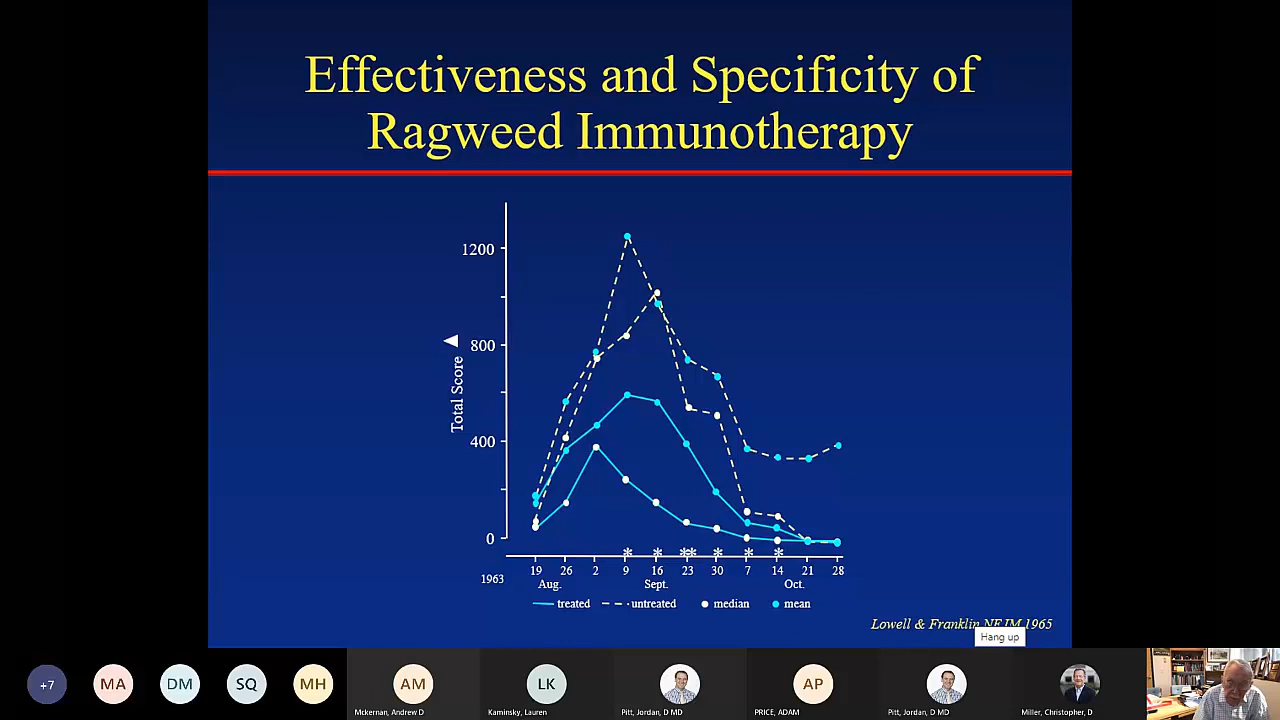 Effectiveness and Specificity of
Ragweed Immunotherapy
1200
800
400
0
Total Score
* * ** * * *
19 26 2 9 16 23 30 7 14 21 28
1963 Aug. Sept. Oct.
treated untreated median mean
Lowell & Franklin NEJM 1965
Hang up
+7 MA DM SQ MH AM LK AP
Mckernan, Andrew D Kaminsky, Lauren Pitt, Jordan D MD PRICE, ADAM Pitt, Jordan D MD Miller, Christopher, D